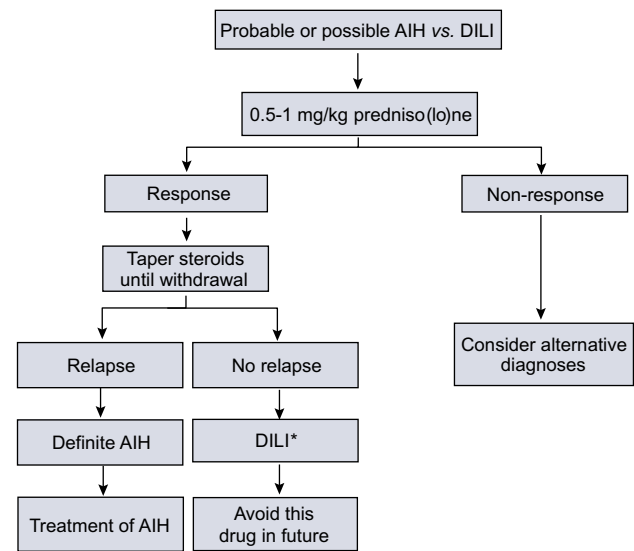 Probable or possible AIH vs. DILI
0.5-1 mg/kg predniso(lo)ne
Response
Non-response
Taper steroids
until withdrawal
Relapse
No relapse
Consider alternative
diagnoses
Definite AIH
DILI*
Treatment of AIH
Avoid this
drug in future